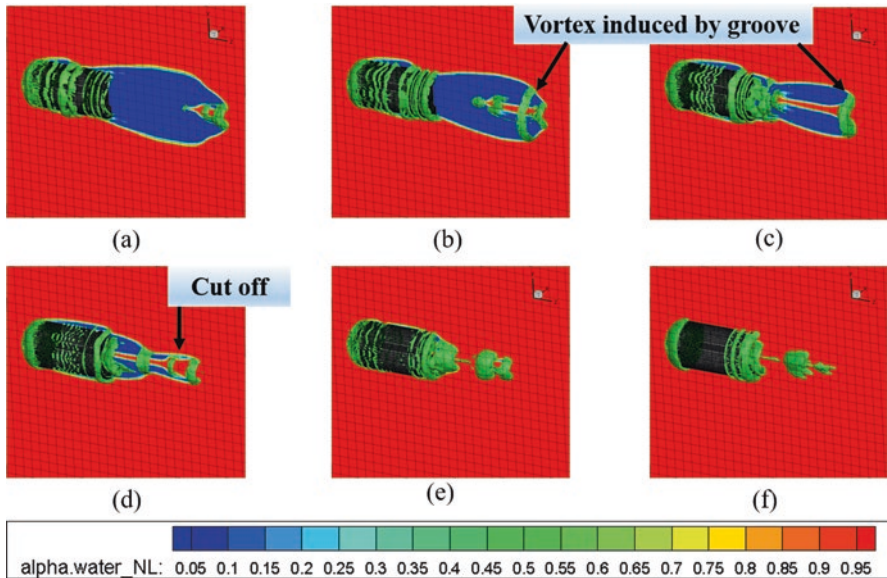 Vortex induced by groove
(a)
(b)
(c)
Cut off
(d)
(e)
(f)
alpha.water_NL: 0.05 0.1 0.15 0.2 0.25 0.3 0.35 0.4 0.45 0.5 0.55 0.6 0.65 0.7 0.75 0.8 0.85 0.9 0.95